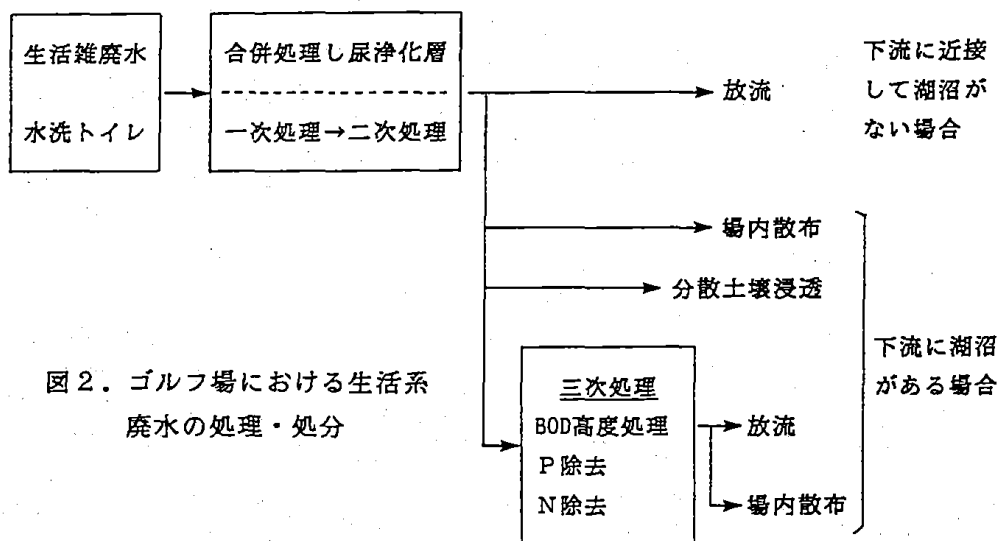 生活雑廃水
水洗トイレ
合併処理し尿浄化層
一次処理→二次処理
放流
下流に近接
して湖沼が
ない場合
場内散布
分散土壌浸透
下流に湖沼
がある場合
三次処理
BOD高度処理
P除去
N除去
放流
場内散布
図2．ゴルフ場における生活系
廃水の処理・処分